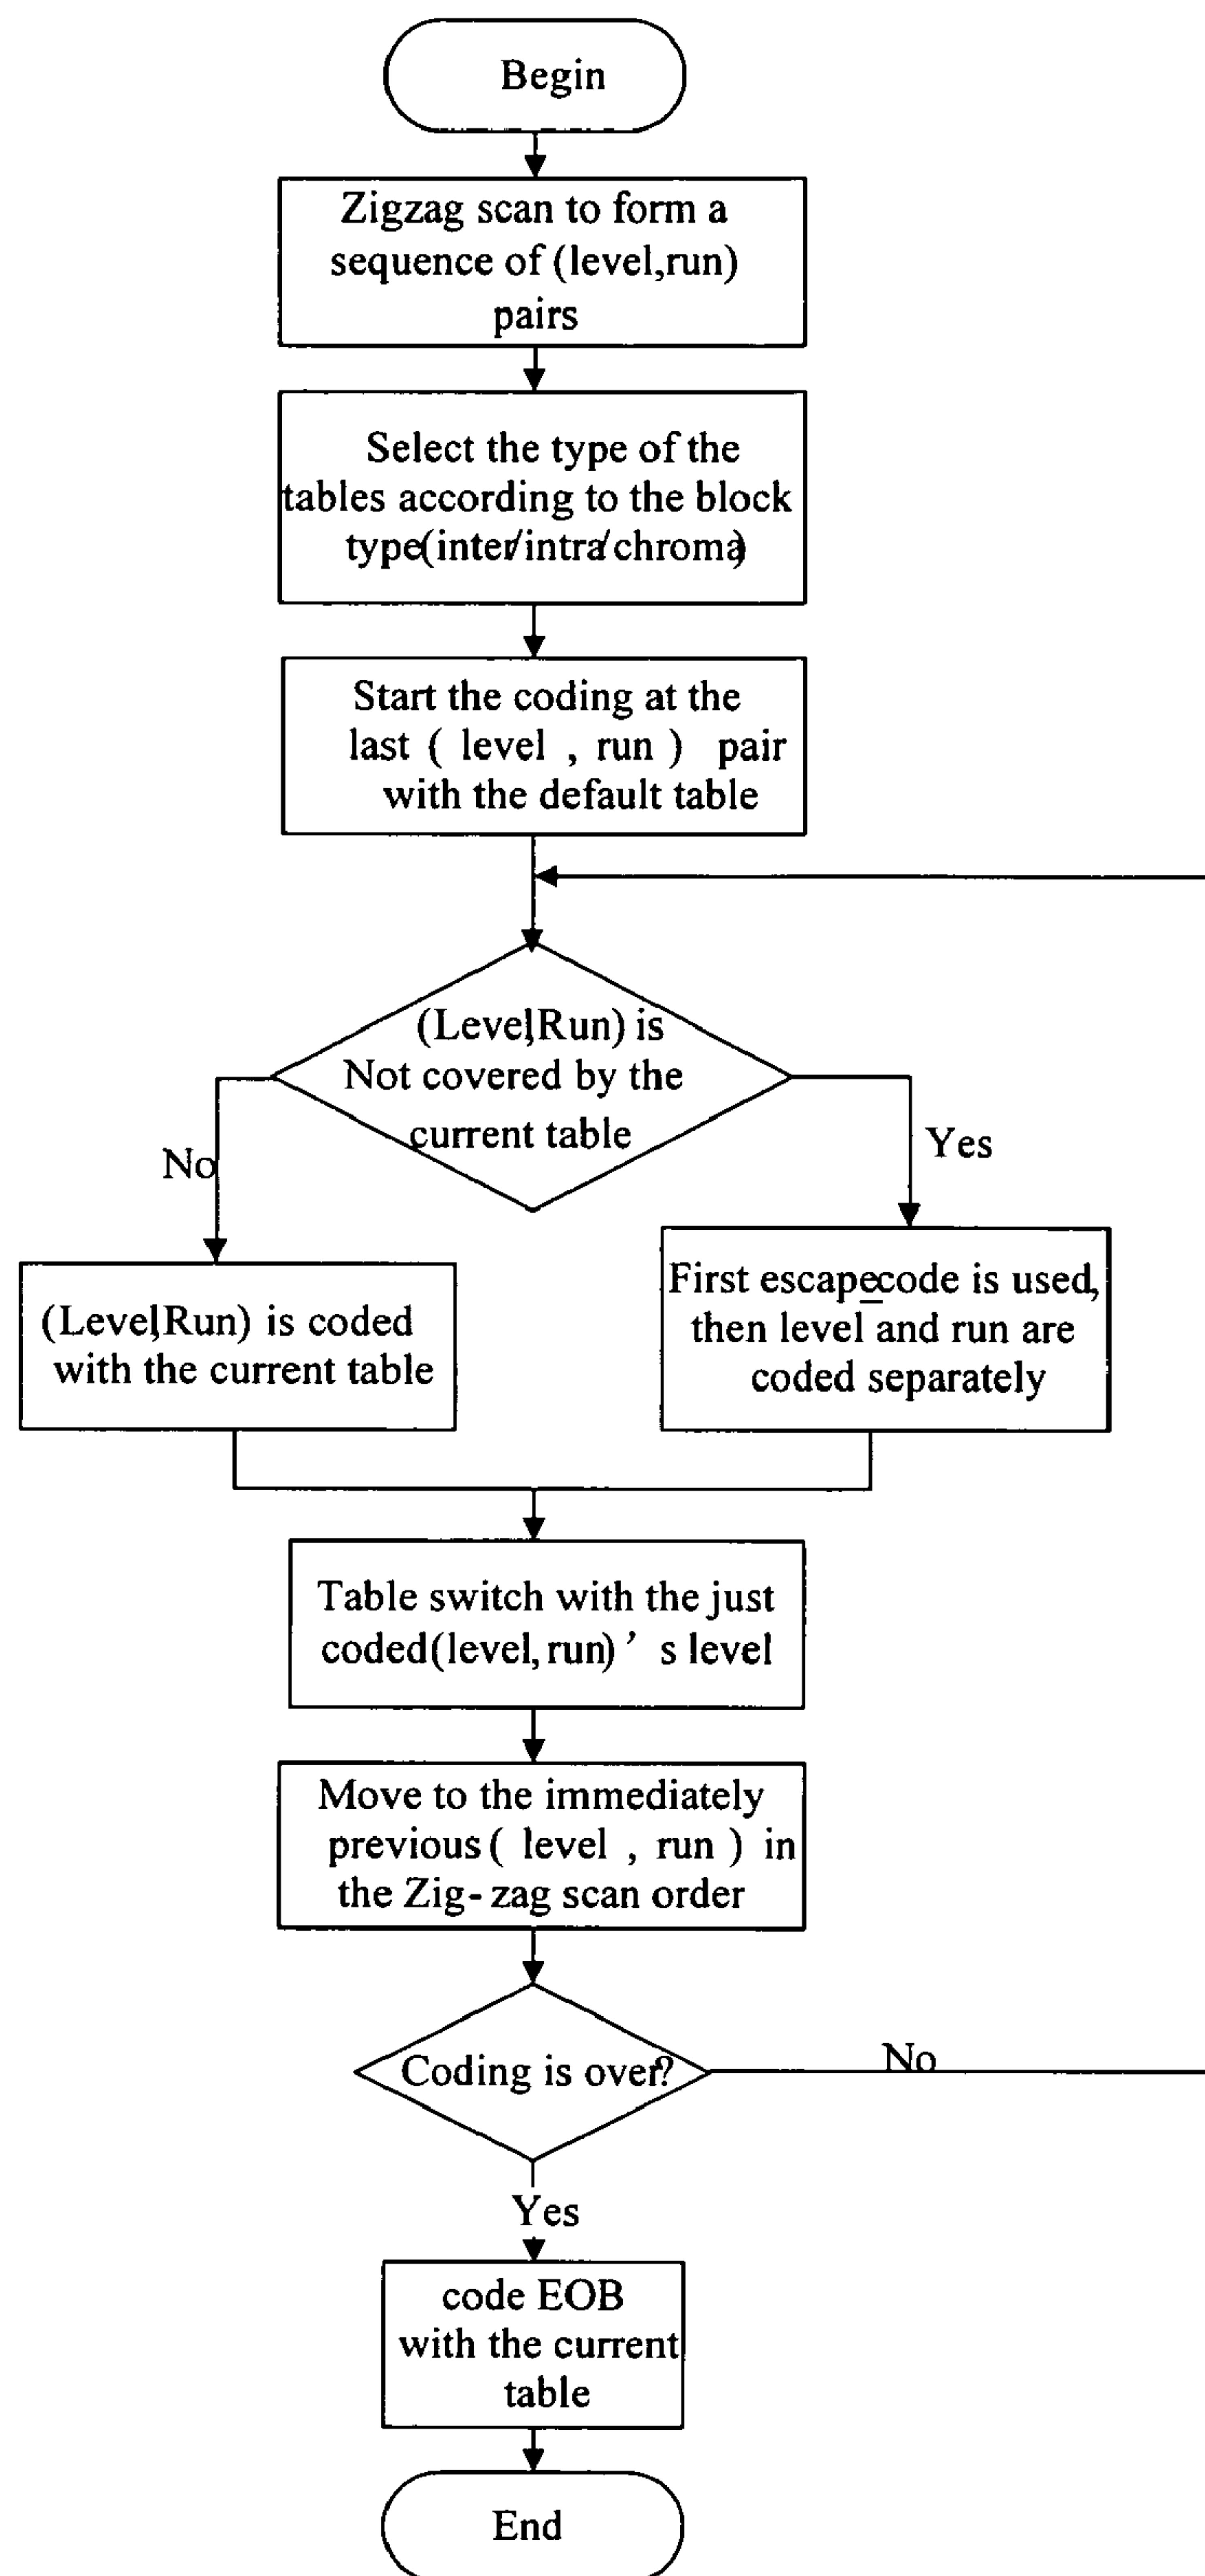 Begin
Zigzag scan to form a
sequence of (level,run)
pairs
Select the type of the
tables according to the block
type(inter/intra/chroma)
Start the coding at the
last ( level , run ) pair
with the default table
(Level,Run) is
Not covered by the
current table
No
Yes
(Level,Run) is coded
with the current table
First escape_code is used,
then level and run are
coded separately
Table switch with the just
coded(level,run) ’ s level
Move to the immediately
previous ( level , run ) in
the Zig-zag scan order
Coding is over?
No
Yes
code EOB
with the current
table
End